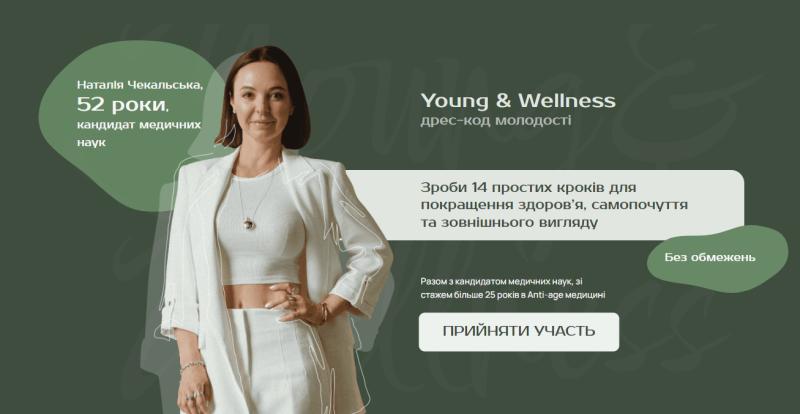 Наталія Чекальська,
52 роки,
кандидат медичних
наук
Young & Wellness
дрес-код молодості
Зроби 14 простих кроків для
покращення здоров'я, самопочуття
та зовнішнього вигляду
Без обмежень
Разом з кандидатом медичних наук, зі
стажем більше 25 років в Anti-age медицині
ПРИЙНЯТИ УЧАСТЬ